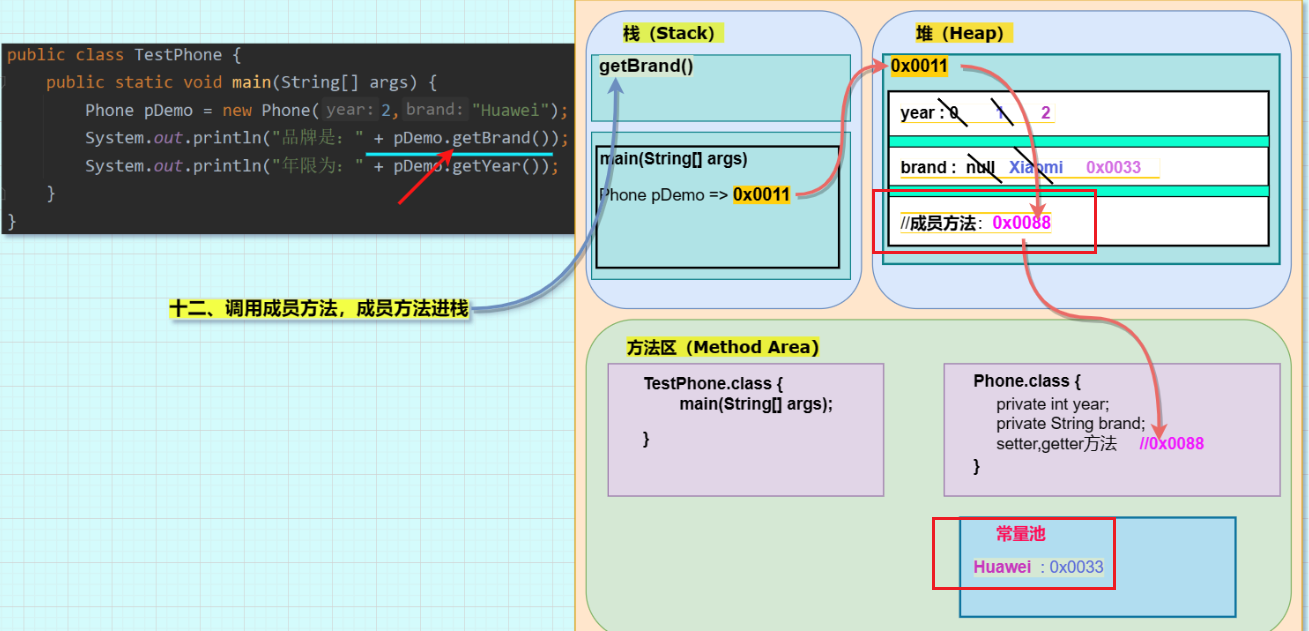 public class TestPhone {
public static void main(String[] args) {
Phone pDemo = new Phone( year: 2, brand: "Huawei");
System.out.println("品牌是：" + pDemo.getBrand());
System.out.println("年限为：" + pDemo.getYear());
}
}
十二、调用成员方法，成员方法进栈
栈（Stack）
getBrand()
main(String[] args)
Phone pDemo => 0x0011
堆（Heap）
0x0011
year : 0 1 2
brand : null Xiaomi 0x0033
//成员方法：0x0088
方法区（Method Area）
TestPhone.class {
main(String[] args);
}
Phone.class {
private int year;
private String brand;
setter,getter方法 //0x0088
}
常量池
Huawei : 0x0033